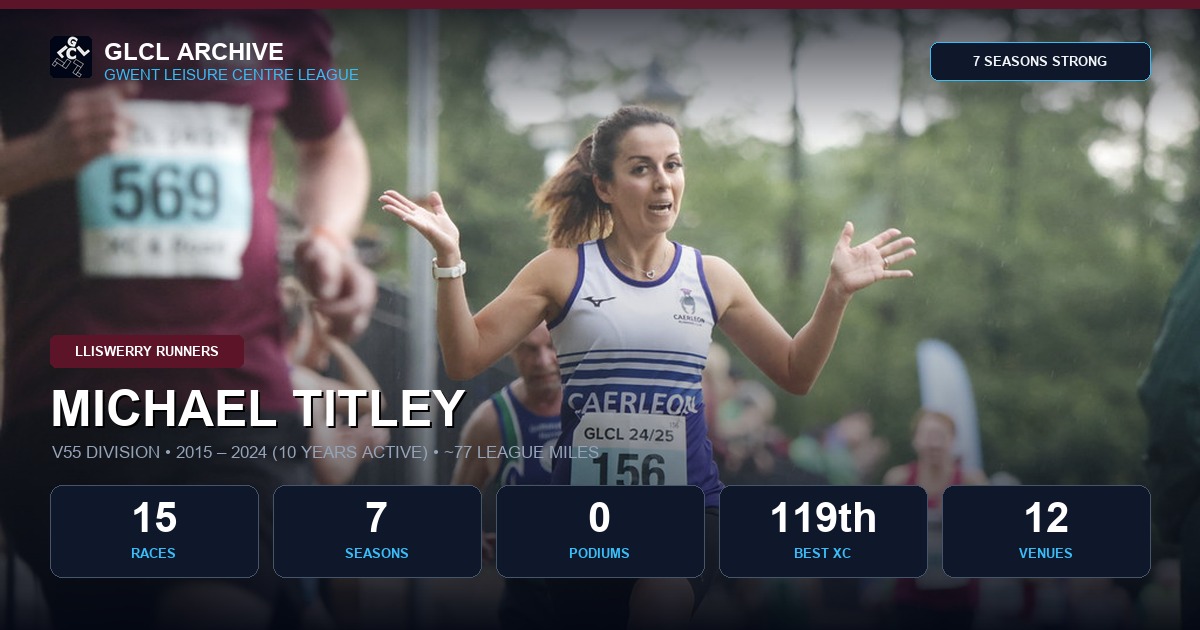 GLCL ARCHIVE
GWENT LEISURE CENTRE LEAGUE
7 SEASONS STRONG
569
CAERLEON
LLISWERRY RUNNERS
MICHAEL TITLEY
CAERLEON
GLCL 24/25
V55 DIVISION • 2015 – 2024 (10 YEARS ACTIVE) • ~77 LEAGUE MILES
156
15
RACES
7
SEASONS
0
PODIUMS
119th
BEST XC
12
VENUES